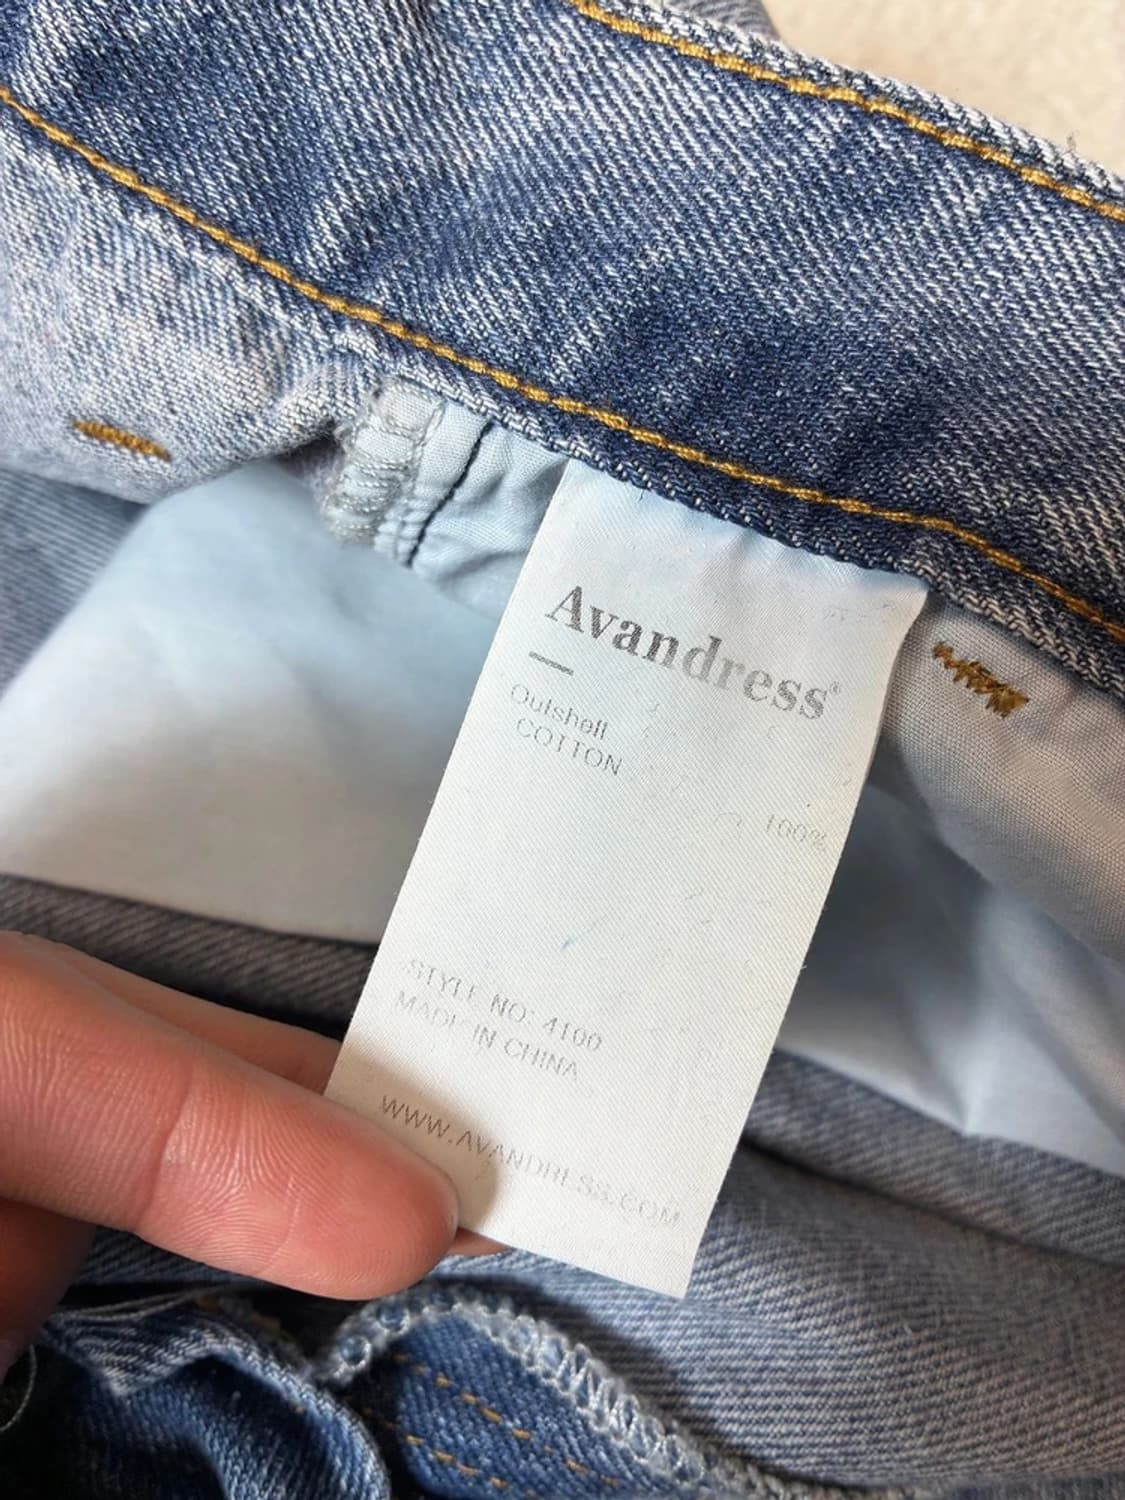 Avandress®
Outshell
COTTON
100%
STYLE NO: 4100
MADE IN CHINA
WWW.AVANDRESS.COM